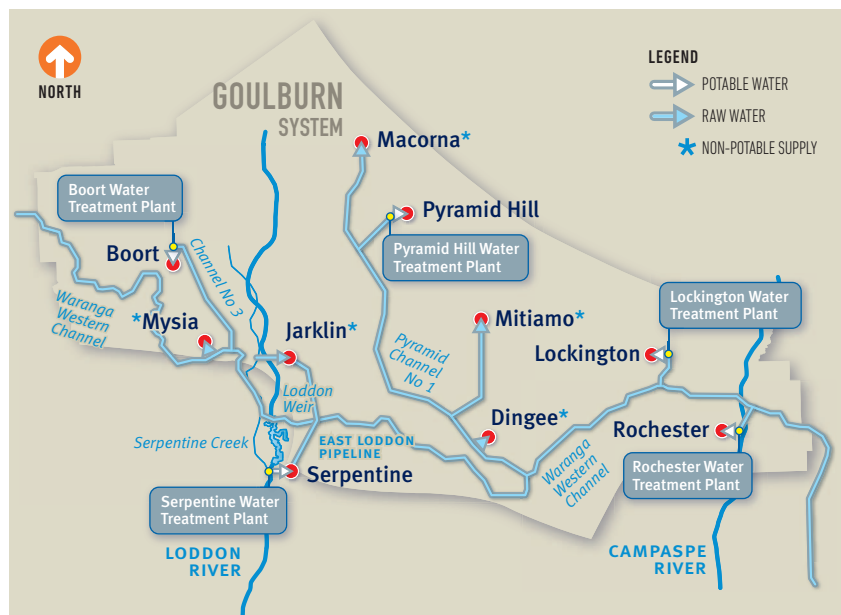 NORTH
GOULBURN
SYSTEM
LEGEND
POTABLE WATER
RAW WATER
* NON-POTABLE SUPPLY
Macorna*
Boort Water
Treatment Plant
Pyramid Hill
Pyramid Hill Water
Treatment Plant
Boort
Channel No 3
Waranga
Western
Channel
*Mysia
Jarklin*
Mitiamo*
Lockington Water
Treatment Plant
Lockington
Pyramid
Channel
No 1
Loddon
Weir
Dingee*
Rochester
Serpentine Creek
EAST LODDON
PIPELINE
Serpentine
Waranga
Western
Channel
Rochester Water
Treatment Plant
Serpentine Water
Treatment Plant
LODDON
RIVER
CAMPASPE
RIVER